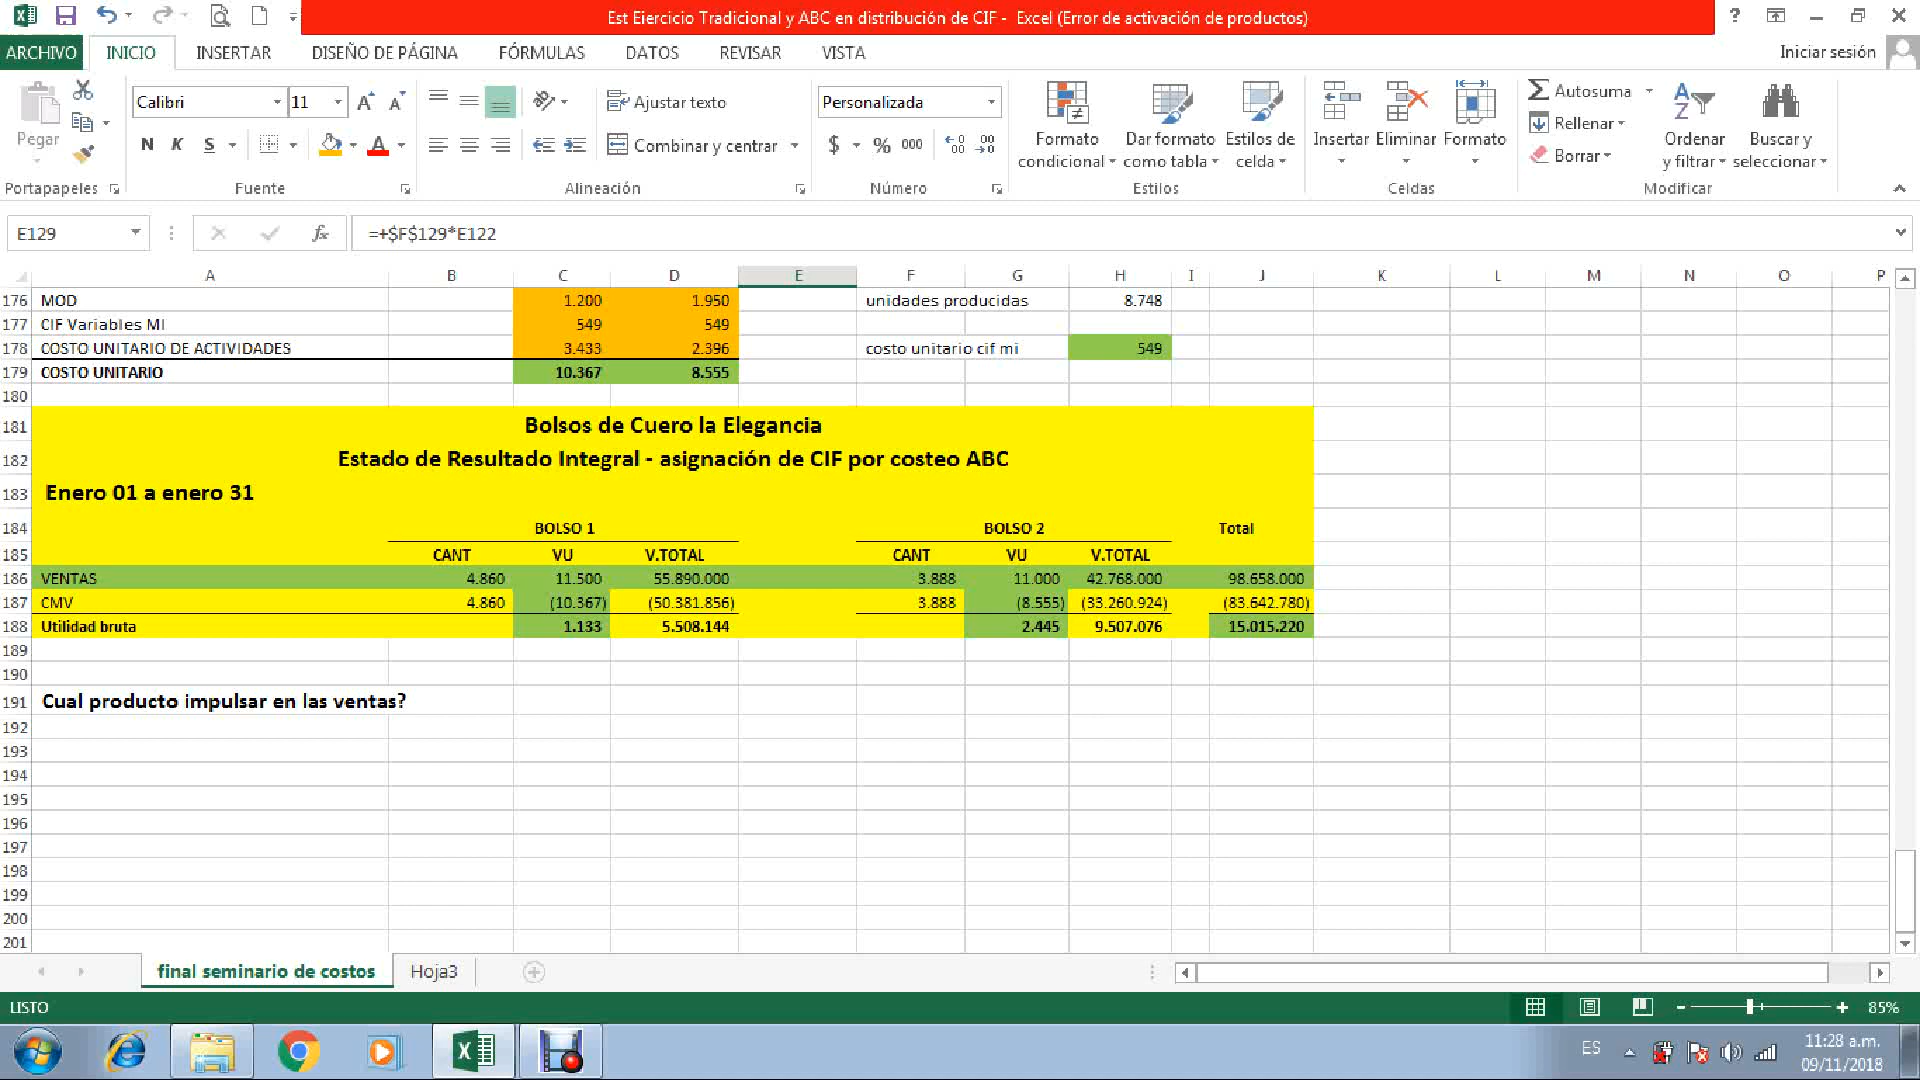 Est Eiercicio Tradicional y ABC en distribución de CIF -  Excel (Error de activación de productos)
ARCHIVO INICIO INSERTAR DISEÑO DE PÁGINA FÓRMULAS DATOS REVISAR VISTA Iniciar sesión
Pegar
Calibri 11
N K S
Ajustar texto
Combinar y centrar
Personalizada
$ % 000
Formato condicional
Dar formato como tabla
Estilos de celda
Insertar Eliminar Formato
Autosuma
Rellenar
Borrar
Ordenar y filtrar
Buscar y seleccionar
Portapapeles Fuente Alineación Número Estilos Celdas Modificar
E129 fx =+$F$129*E122
A B C D E F G H I J K L M N O P
176 MOD 1.200 1.950 unidades producidas 8.748
177 CIF Variables MI 549 549
178 COSTO UNITARIO DE ACTIVIDADES 3.433 2.396 costo unitario cif mi 549
179 COSTO UNITARIO 10.367 8.555
180
181 Bolsos de Cuero la Elegancia
182 Estado de Resultado Integral - asignación de CIF por costeo ABC
183 Enero 01 a enero 31
184 BOLSO 1 BOLSO 2 Total
185 CANT VU V.TOTAL CANT VU V.TOTAL
186 VENTAS 4.860 11.500 55.890.000 3.888 11.000 42.768.000 98.658.000
187 CMV 4.860 (10.367) (50.381.856) 3.888 (8.555) (33.260.924) (83.642.780)
188 Utilidad bruta 1.133 5.508.144 2.445 9.507.076 15.015.220
189
190
191 Cual producto impulsar en las ventas?
192
193
194
195
196
197
198
199
200
201
final seminario de costos Hoja3
LISTO 85%
ES 11:28 a.m.
09/11/2018